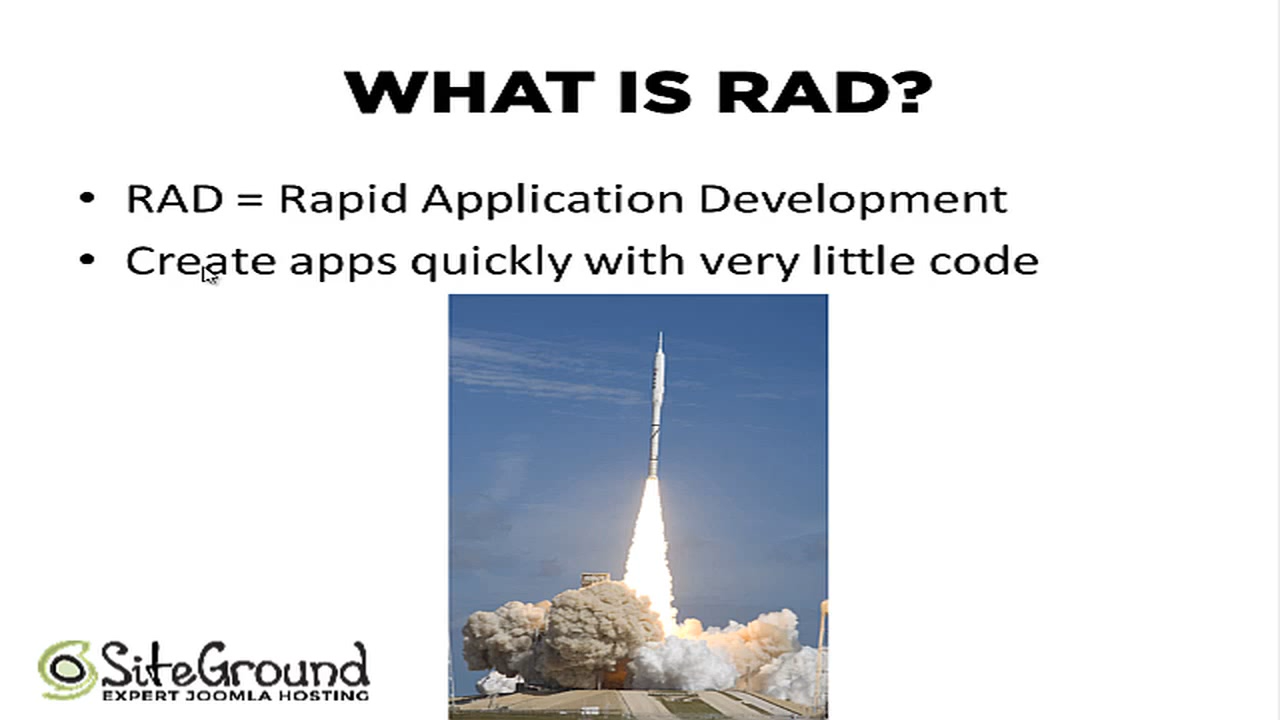 WHAT IS RAD?
• RAD = Rapid Application Development
• Create apps quickly with very little code
SiteGround
EXPERT JOOMLA HOSTING